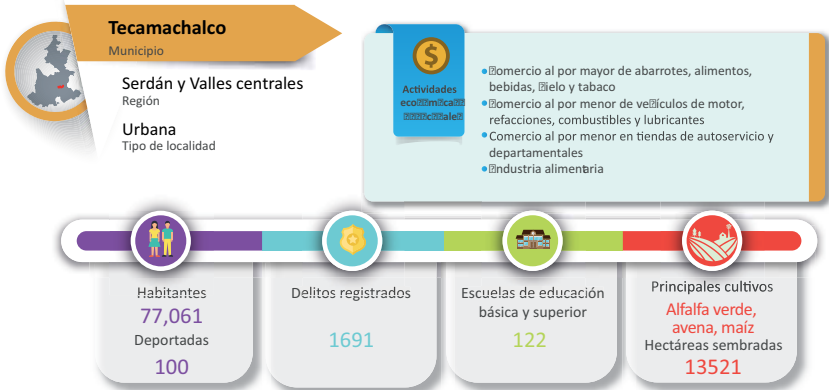 Tecamachalco
Municipio
Serdán y Valles centrales
Región
Urbana
Tipo de localidad
$
Actividades
omercio al por mayor de abarrotes, alimentos,
bebidas, ielo y tabaco
omercio al por menor de ve ículos de motor,
refacciones, combustibles y lubricantes
Comercio al por menor en tiendas de autoservicio y
departamentales
industria alimentaria
Habitantes
77,061
Deportadas
100
Delitos registrados
1691
Escuelas de educación
básica y superior
122
Principales cultivos
Alfalfa verde,
avena, maíz
Hectáreas sembradas
13521